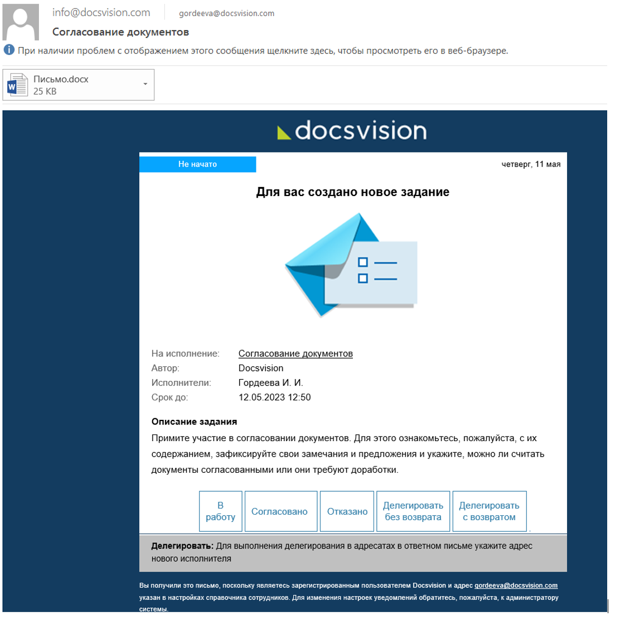 info@docsvision.com gordeeva@docsvision.com
Согласование документов
При наличии проблем с отображением этого сообщения щелкните здесь, чтобы просмотреть его в веб-браузере.
Письмо.docx
25 KB
docsvision
Не начато четверг, 11 мая
Для вас создано новое задание
На исполнение: Согласование документов
Автор: Docsvision
Исполнители: Гордеева И. И.
Срок до: 12.05.2023 12:50
Описание задания
Примите участие в согласовании документов. Для этого ознакомьтесь, пожалуйста, с их
содержанием, зафиксируйте свои замечания и предложения и укажите, можно ли считать
документы согласованными или они требуют доработки.
В
работу
Согласовано
Отказано
Делегировать
без возврата
Делегировать
с возвратом
Делегировать: Для выполнения делегирования в адресатах в ответном письме укажите адрес
нового исполнителя
Вы получили это письмо, поскольку являетесь зарегистрированным пользователем Docsvision и адрес gordeeva@docsvision.com
указан в настройках справочника сотрудников. Для изменения настроек уведомлений обратитесь, пожалуйста, к администратору
системы.